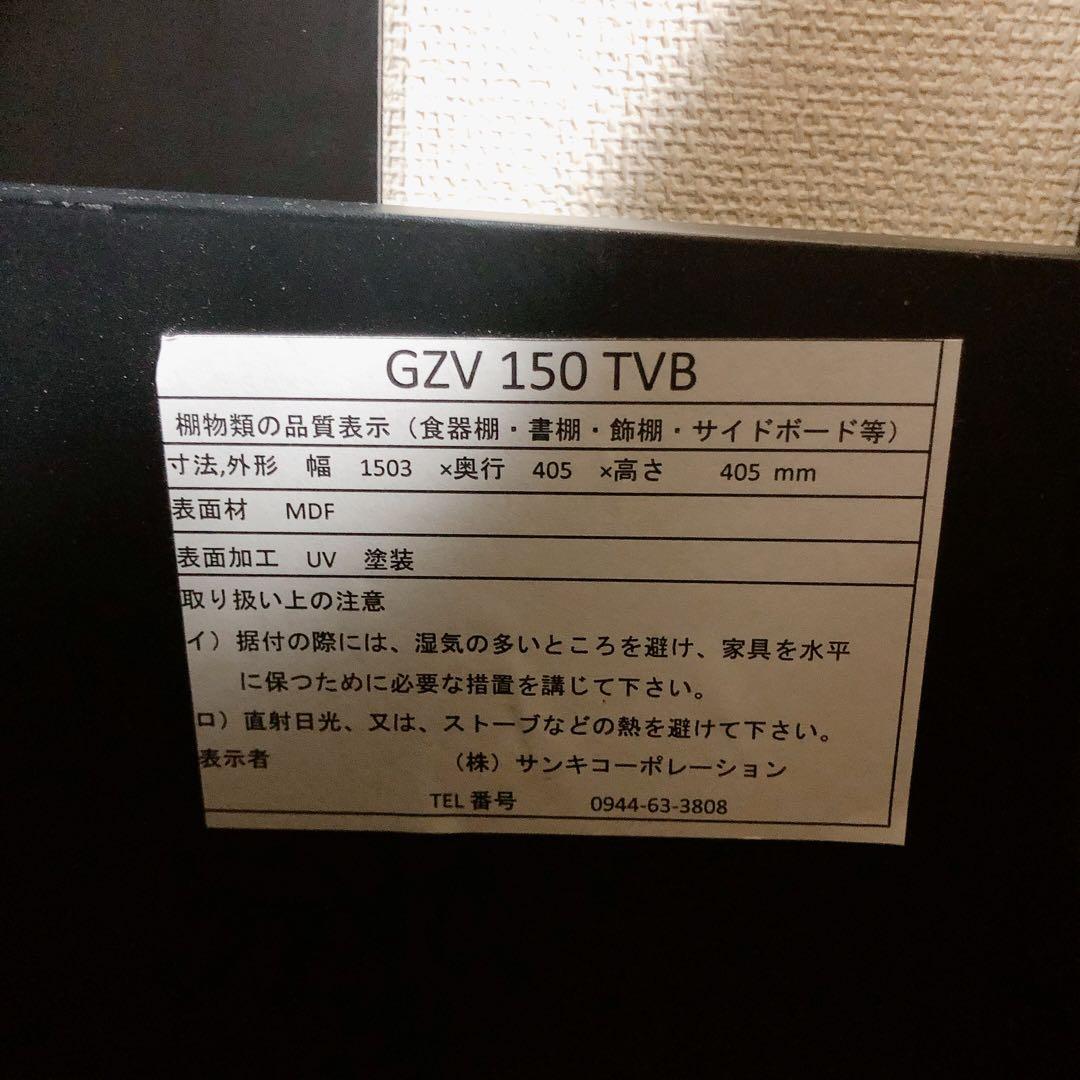 GZV 150 TVB
棚物類の品質表示（食器棚・書棚・飾棚・サイドボード等）
寸法,外形 幅 1503 ×奥行 405 ×高さ 405 mm
表面材 MDF
表面加工 UV 塗装
取り扱い上の注意
イ）据付の際には、湿気の多いところを避け、家具を水平
に保つために必要な措置を講じて下さい。
ロ）直射日光、又は、ストーブなどの熱を避けて下さい。
表示者 （株）サンキコーポレーション
TEL 番号 0944-63-3808